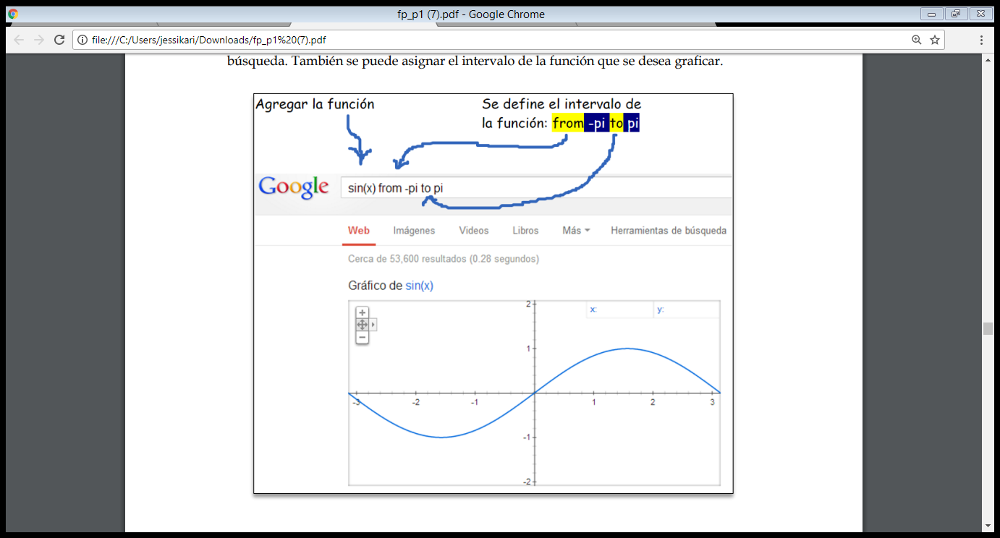 fp_p1 (7).pdf - Google Chrome
file:///C:/Users/jessikari/Downloads/fp_p1%20(7).pdf
búsqueda. También se puede asignar el intervalo de la función que se desea graficar.
Agregar la función
Se define el intervalo de
la función: from -pi to pi
Google
sin(x) from -pi to pi
Web Imágenes Videos Libros Más Herramientas de búsqueda
Cerca de 53,600 resultados (0.28 segundos)
Gráfico de sin(x)
+
−
x: y:
2
1
-3 -2 -1 1 2 3
-1
-2